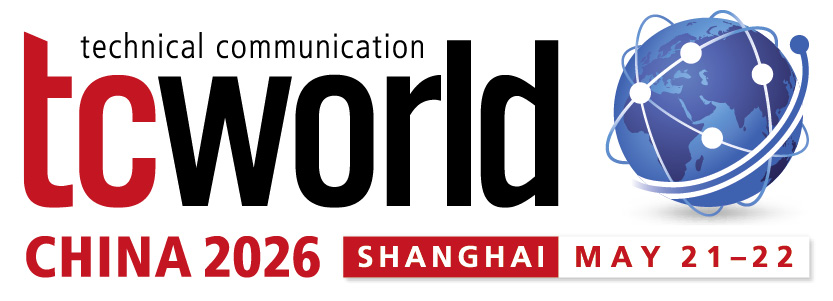 technical communication
tcworld
CHINA 2026 SHANGHAI MAY 21–22